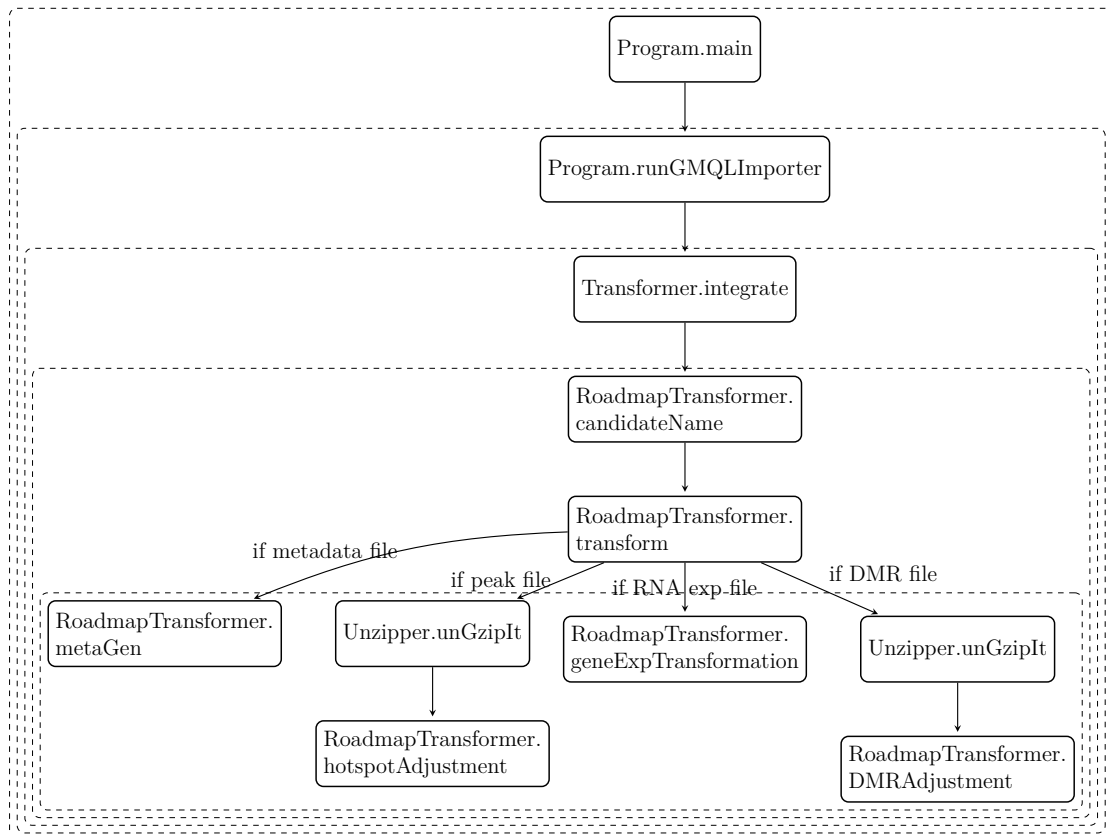 Program.main
Program.runGMQLImporter
Transformer.integrate
RoadmapTransformer.
candidateName
RoadmapTransformer.
transform
if metadata file
if peak file
if RNA exp file
if DMR file
RoadmapTransformer.
metaGen
Unzipper.unGzipIt
RoadmapTransformer.
geneExpTransformation
Unzipper.unGzipIt
RoadmapTransformer.
hotspotAdjustment
RoadmapTransformer.
DMRAdjustment